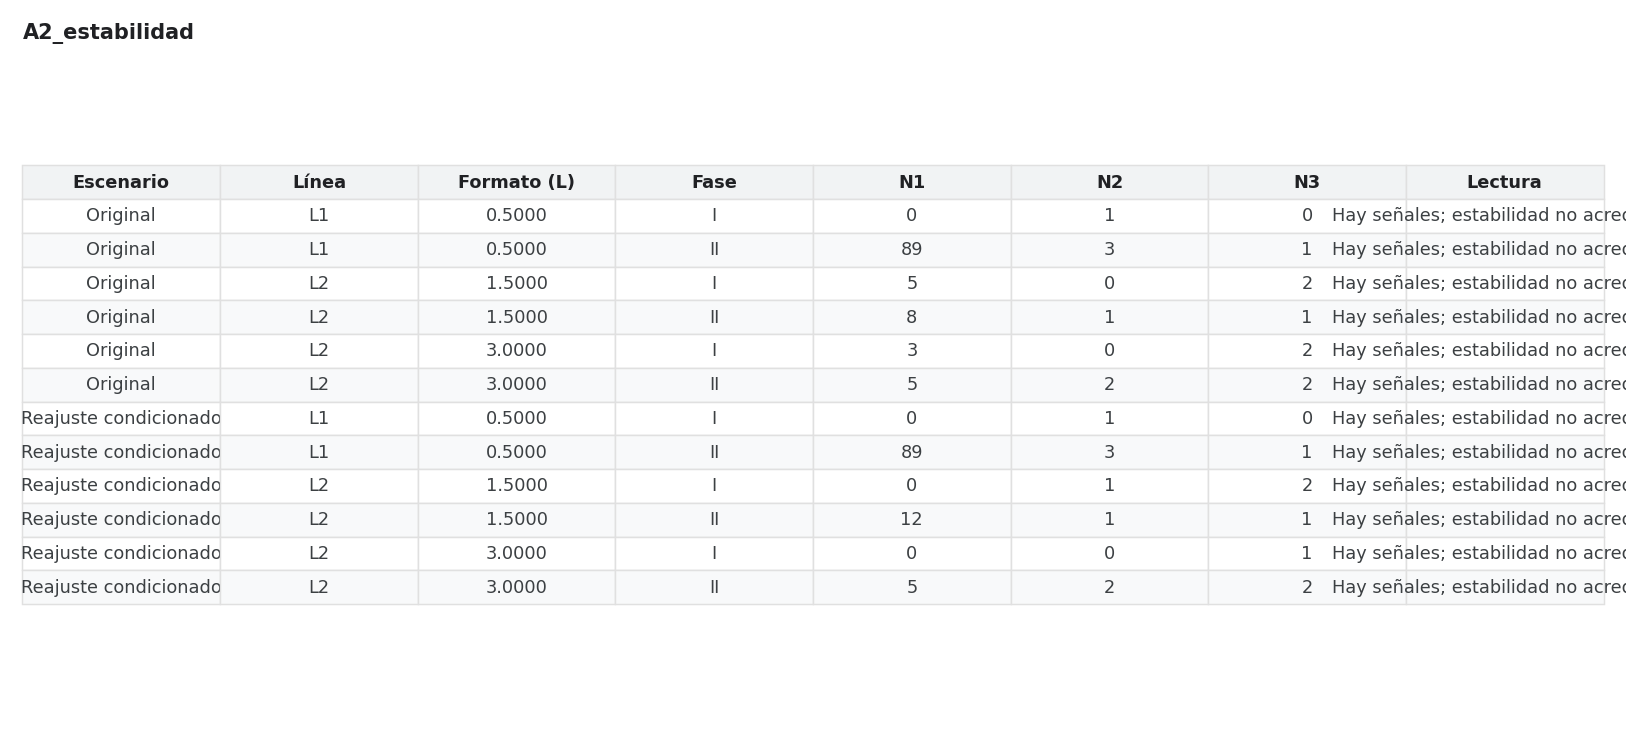 A2_estabilidad
Escenario Línea Formato (L) Fase N1 N2 N3 Lectura
Original L1 0.5000 I 0 1 0 Hay señales; estabilidad no acred
Original L1 0.5000 II 89 3 1 Hay señales; estabilidad no acred
Original L2 1.5000 I 5 0 2 Hay señales; estabilidad no acred
Original L2 1.5000 II 8 1 1 Hay señales; estabilidad no acred
Original L2 3.0000 I 3 0 2 Hay señales; estabilidad no acred
Original L2 3.0000 II 5 2 2 Hay señales; estabilidad no acred
Reajuste condicionado L1 0.5000 I 0 1 0 Hay señales; estabilidad no acred
Reajuste condicionado L1 0.5000 II 89 3 1 Hay señales; estabilidad no acred
Reajuste condicionado L2 1.5000 I 0 1 2 Hay señales; estabilidad no acred
Reajuste condicionado L2 1.5000 II 12 1 1 Hay señales; estabilidad no acred
Reajuste condicionado L2 3.0000 I 0 0 1 Hay señales; estabilidad no acred
Reajuste condicionado L2 3.0000 II 5 2 2 Hay señales; estabilidad no acred